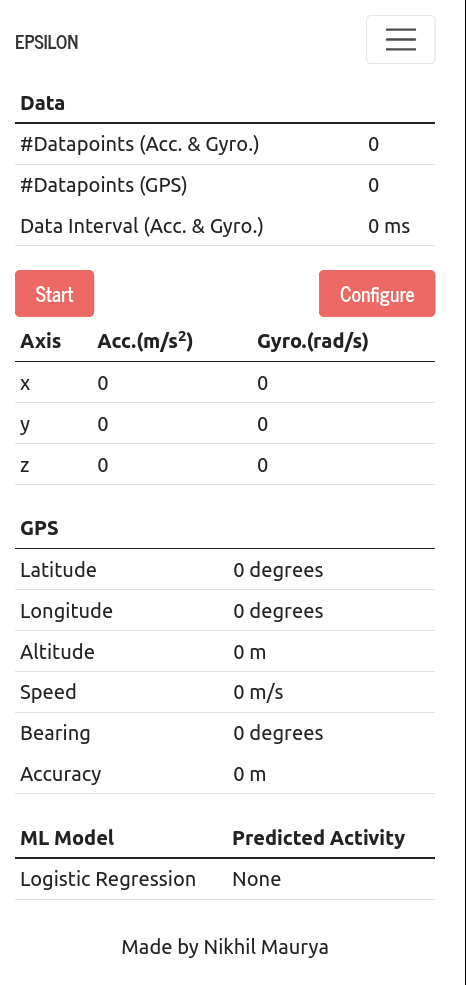 EPSILON
Data
#Datapoints (Acc. & Gyro.) 0
#Datapoints (GPS) 0
Data Interval (Acc. & Gyro.) 0 ms
Start Configure
Axis Acc.(m/s²) Gyro.(rad/s)
x 0 0
y 0 0
z 0 0
GPS
Latitude 0 degrees
Longitude 0 degrees
Altitude 0 m
Speed 0 m/s
Bearing 0 degrees
Accuracy 0 m
ML Model Predicted Activity
Logistic Regression None
Made by Nikhil Maurya